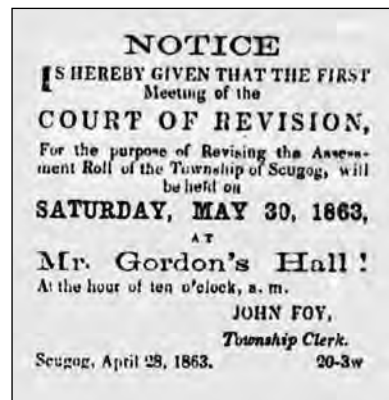 NOTICE
IS HEREBY GIVEN THAT THE FIRST
Meeting of the
COURT OF REVISION,
For the purpose of Revising the Assess-
ment Roll of the Township of Scugog, will
be held on
SATURDAY, MAY 30, 1863,
AT
Mr. Gordon's Hall!
At the hour of ten o'clock, a. m.
JOHN FOY,
Township Clerk.
Scugog, April 28, 1863. 20-3w